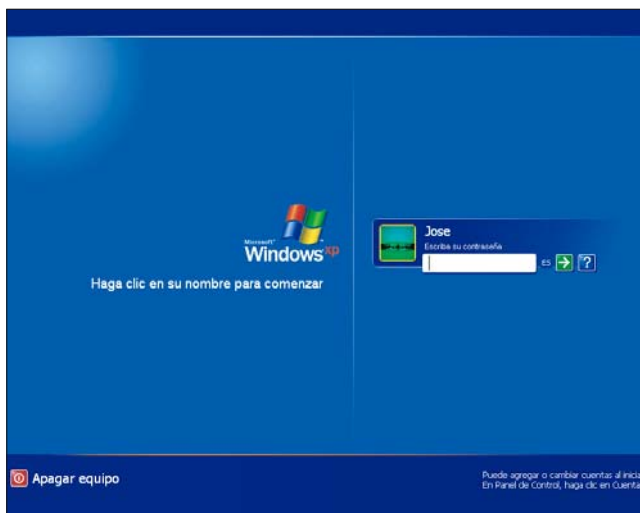 Microsoft
Windows xp
Haga clic en su nombre para comenzar
Jose
Escriba su contraseña
ES
?
Apagar equipo
Puede agregar o cambiar cuentas al inicia
En Panel de Control, haga clic en Cuenta